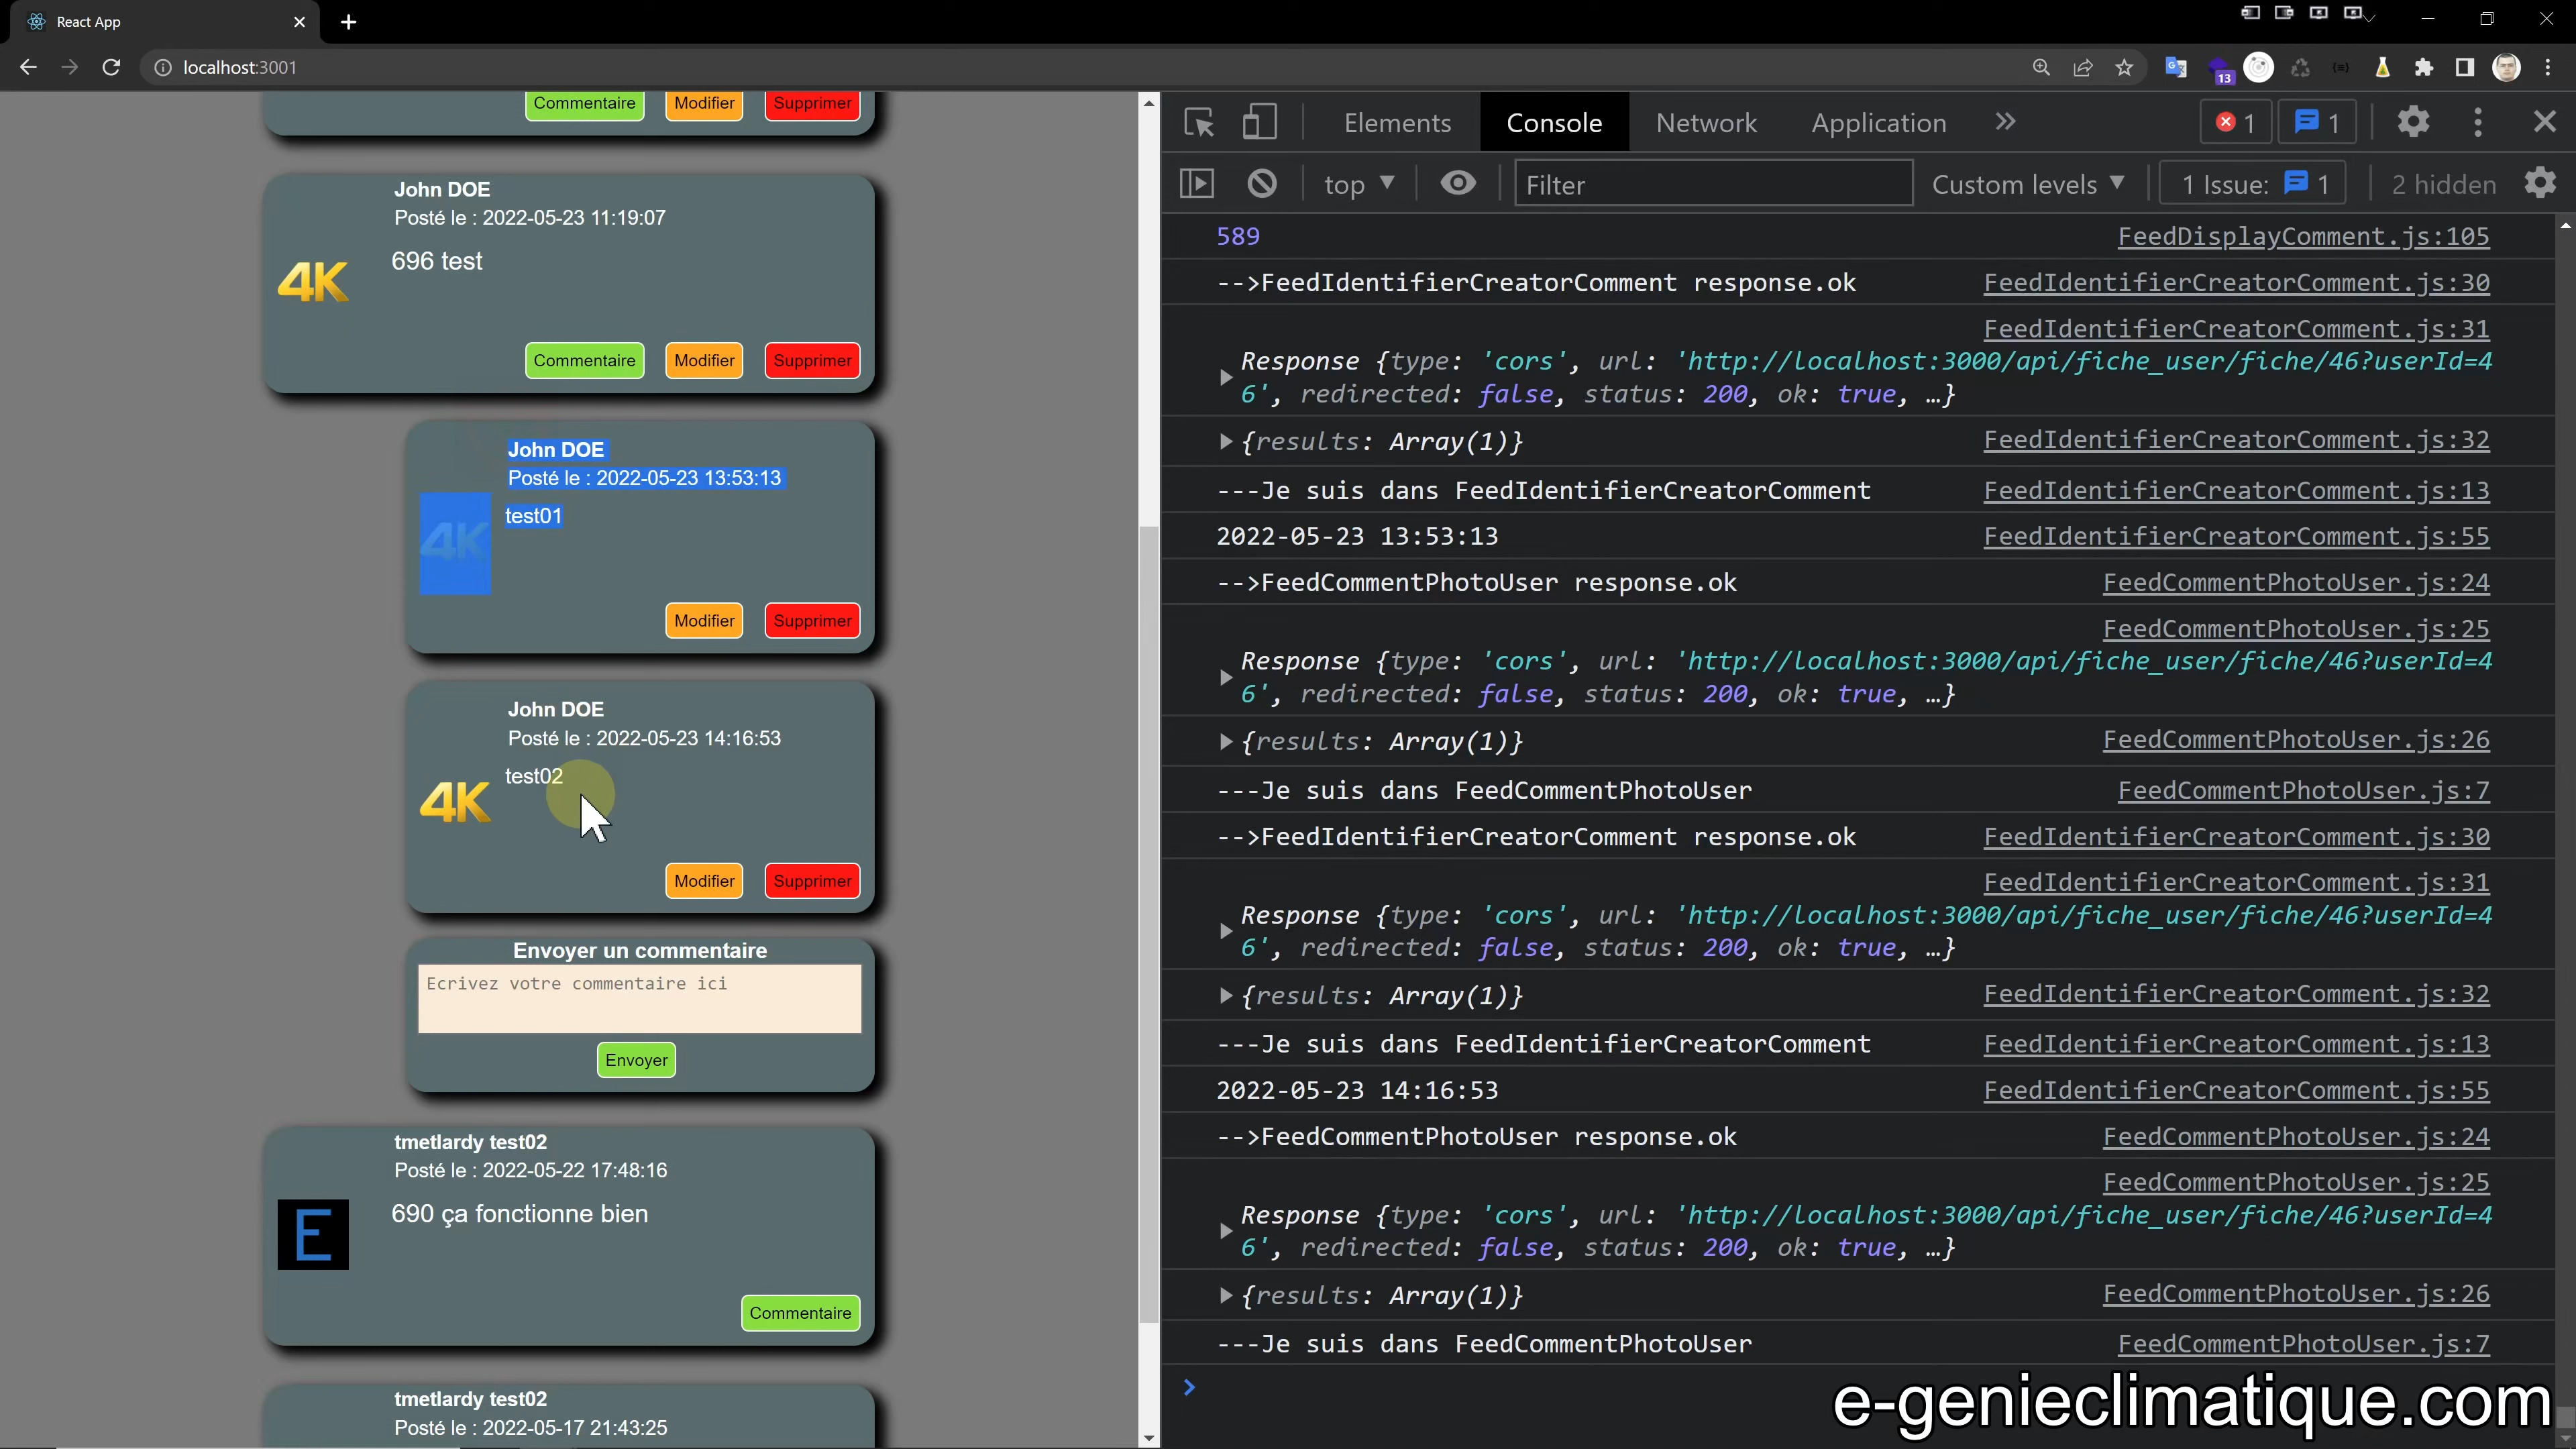 React App
localhost:3001
13
Commentaire Modifier Supprimer
John DOE
Posté le : 2022-05-23 11:19:07
696 test
4K
Commentaire Modifier Supprimer
John DOE
Posté le : 2022-05-23 13:53:13
test01
4K
Modifier Supprimer
John DOE
Posté le : 2022-05-23 14:16:53
test02
4K
Modifier Supprimer
Envoyer un commentaire
Ecrivez votre commentaire ici
Envoyer
tmetlardy test02
Posté le : 2022-05-22 17:48:16
690 ça fonctionne bien
E
Commentaire
tmetlardy test02
Posté le : 2022-05-17 21:43:25
Elements Console Network Application 1 1
top Filter Custom levels 1 Issue: 1 2 hidden
589 FeedDisplayComment.js:105
-->FeedIdentifierCreatorComment response.ok FeedIdentifierCreatorComment.js:30
FeedIdentifierCreatorComment.js:31
Response {type: 'cors', url: 'http://localhost:3000/api/fiche_user/fiche/46?userId=4
6', redirected: false, status: 200, ok: true, …}
{results: Array(1)} FeedIdentifierCreatorComment.js:32
---Je suis dans FeedIdentifierCreatorComment FeedIdentifierCreatorComment.js:13
2022-05-23 13:53:13 FeedIdentifierCreatorComment.js:55
-->FeedCommentPhotoUser response.ok FeedCommentPhotoUser.js:24
FeedCommentPhotoUser.js:25
Response {type: 'cors', url: 'http://localhost:3000/api/fiche_user/fiche/46?userId=4
6', redirected: false, status: 200, ok: true, …}
{results: Array(1)} FeedCommentPhotoUser.js:26
---Je suis dans FeedCommentPhotoUser FeedCommentPhotoUser.js:7
-->FeedIdentifierCreatorComment response.ok FeedIdentifierCreatorComment.js:30
FeedIdentifierCreatorComment.js:31
Response {type: 'cors', url: 'http://localhost:3000/api/fiche_user/fiche/46?userId=4
6', redirected: false, status: 200, ok: true, …}
{results: Array(1)} FeedIdentifierCreatorComment.js:32
---Je suis dans FeedIdentifierCreatorComment FeedIdentifierCreatorComment.js:13
2022-05-23 14:16:53 FeedIdentifierCreatorComment.js:55
-->FeedCommentPhotoUser response.ok FeedCommentPhotoUser.js:24
FeedCommentPhotoUser.js:25
Response {type: 'cors', url: 'http://localhost:3000/api/fiche_user/fiche/46?userId=4
6', redirected: false, status: 200, ok: true, …}
{results: Array(1)} FeedCommentPhotoUser.js:26
---Je suis dans FeedCommentPhotoUser FeedCommentPhotoUser.js:7
e-genieclimatique.com